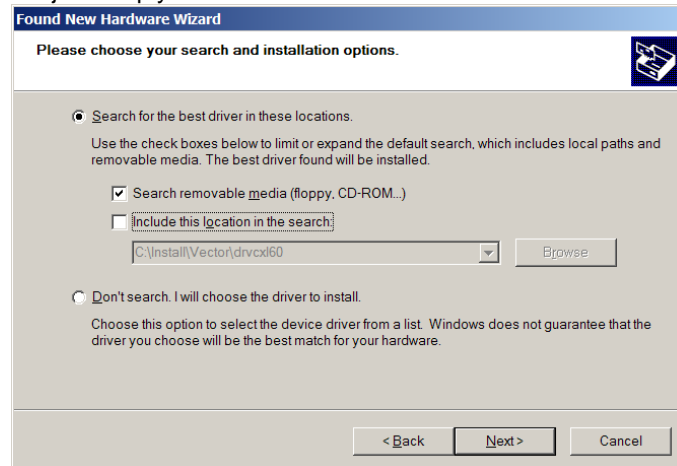 Found New Hardware Wizard
Please choose your search and installation options.
Search for the best driver in these locations.
Use the check boxes below to limit or expand the default search, which includes local paths and
removable media. The best driver found will be installed.
Search removable media (floppy, CD-ROM...)
Include this location in the search:
C:\Install\Vector\drvcxl60
Browse
Don't search. I will choose the driver to install.
Choose this option to select the device driver from a list. Windows does not guarantee that the
driver you choose will be the best match for your hardware.
< Back Next > Cancel